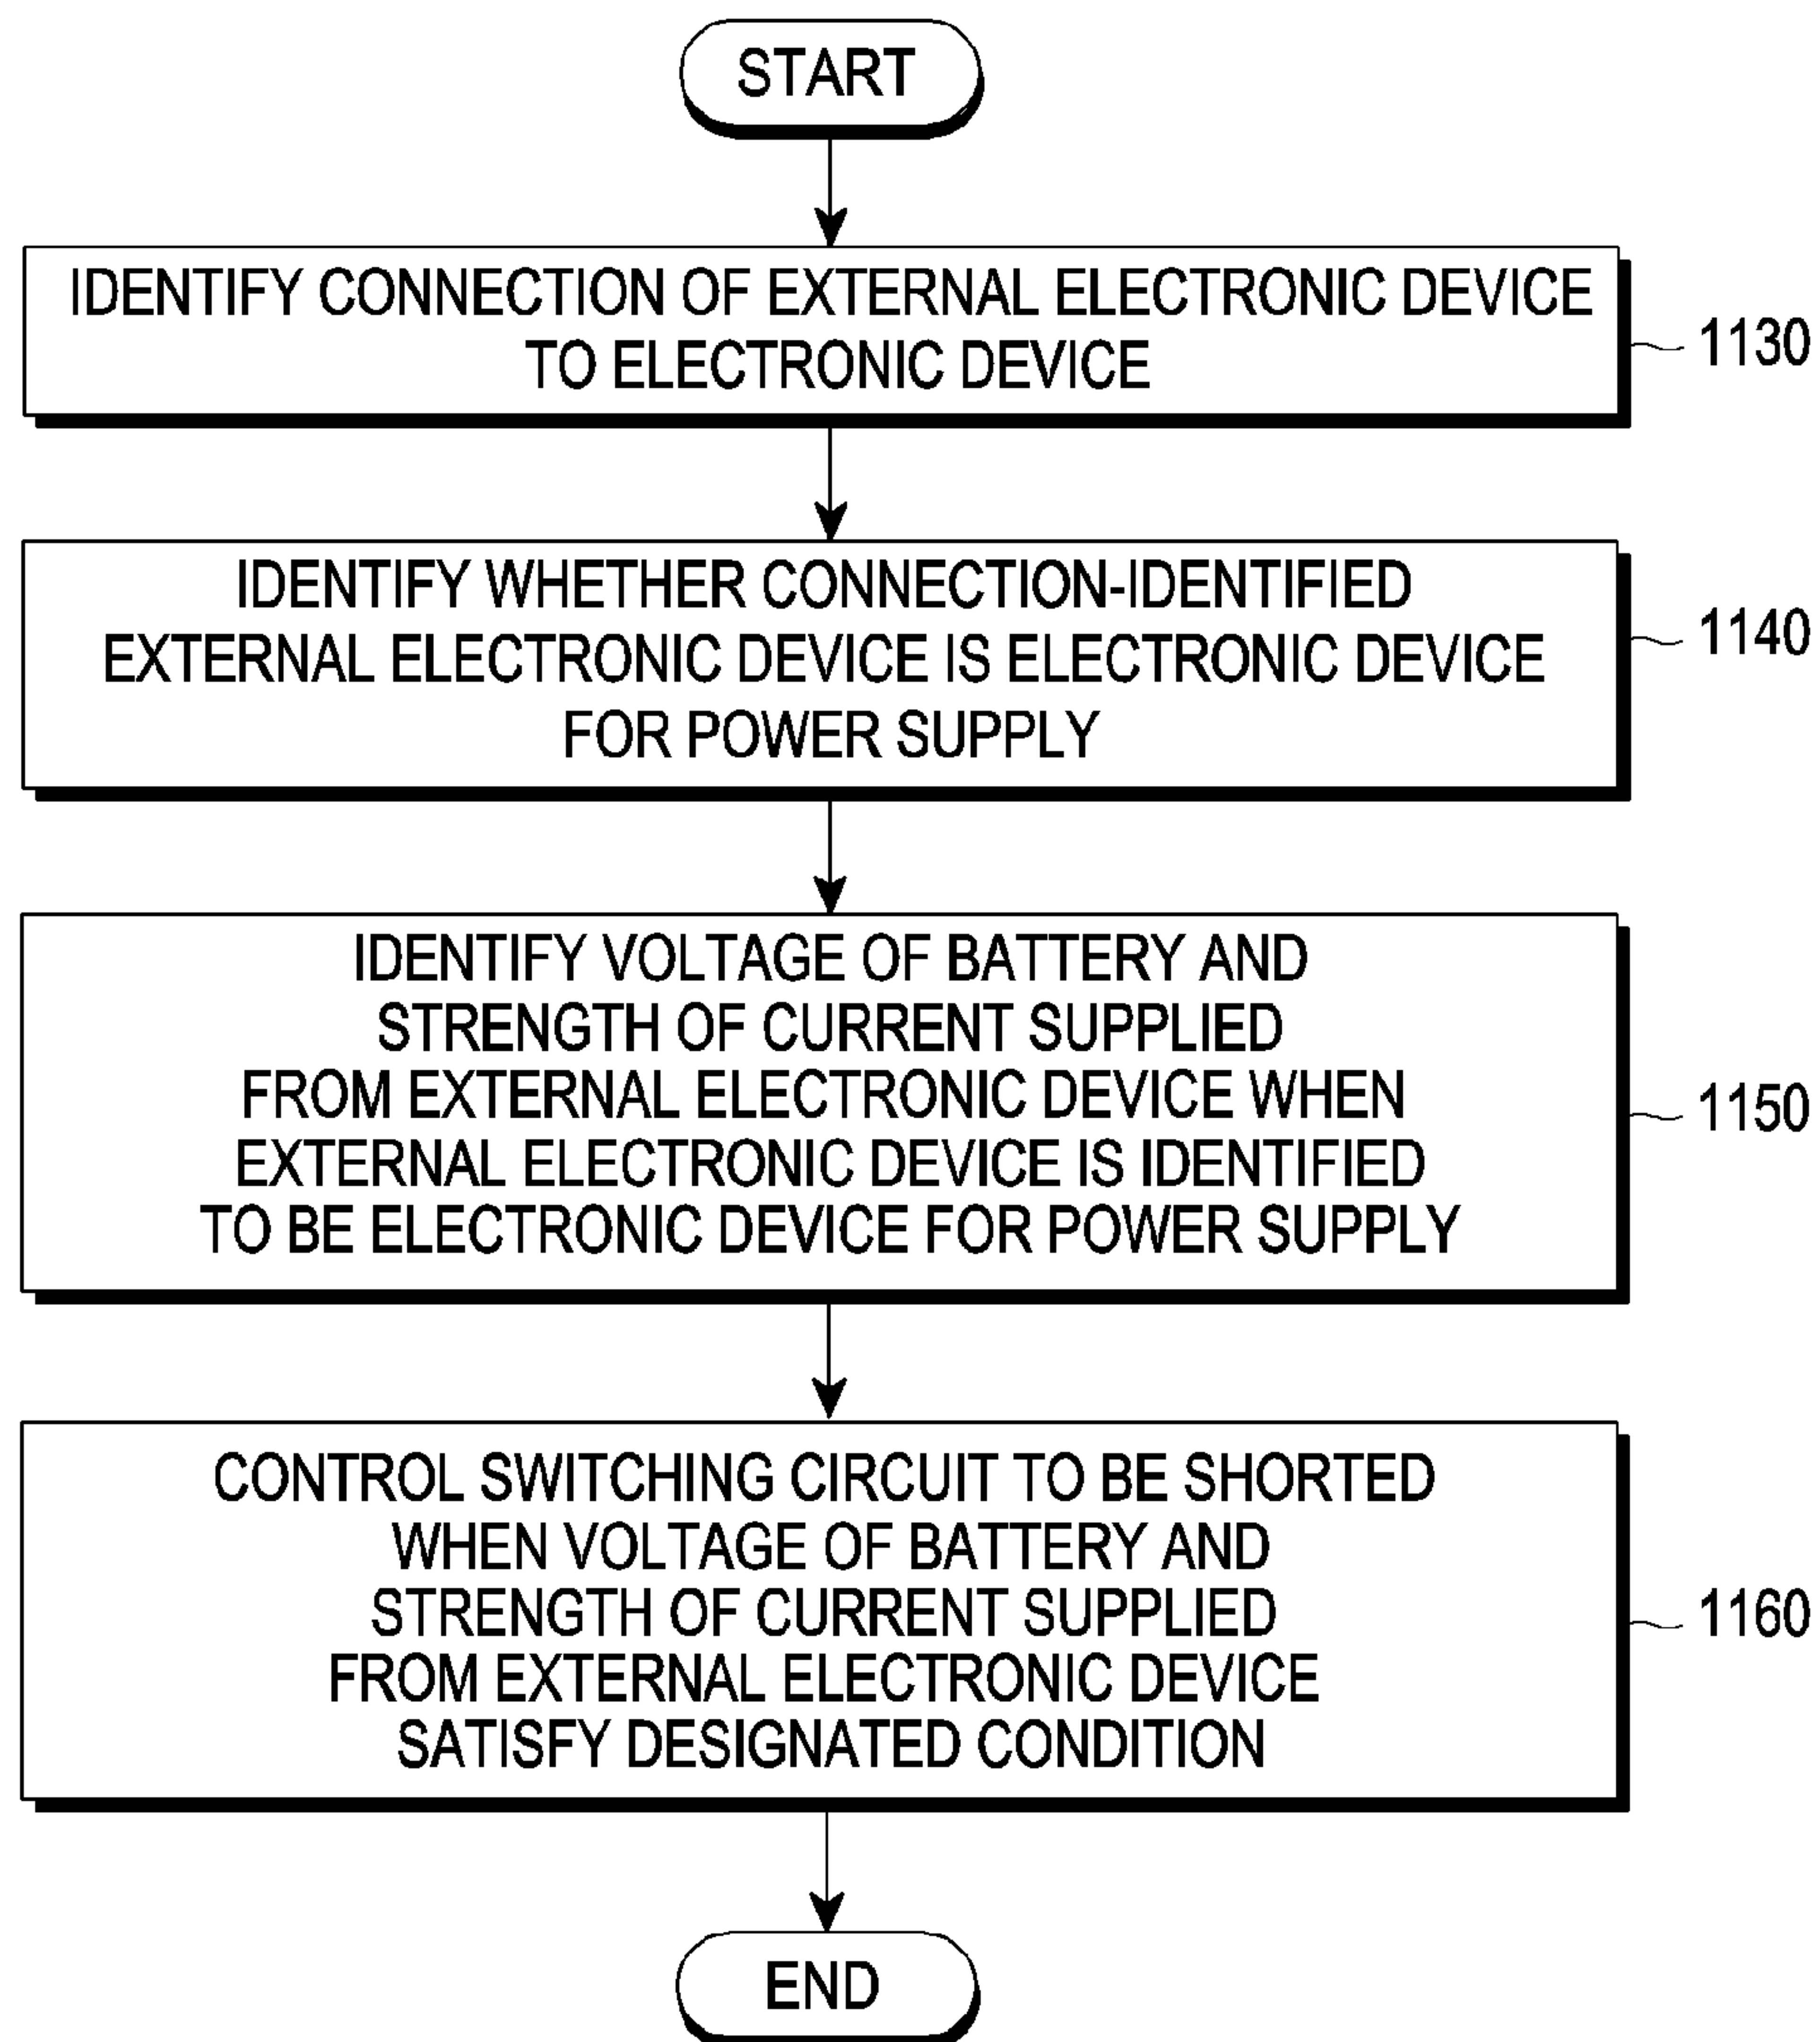 START
IDENTIFY CONNECTION OF EXTERNAL ELECTRONIC DEVICE
TO ELECTRONIC DEVICE
1130
IDENTIFY WHETHER CONNECTION-IDENTIFIED
EXTERNAL ELECTRONIC DEVICE IS ELECTRONIC DEVICE
FOR POWER SUPPLY
1140
IDENTIFY VOLTAGE OF BATTERY AND
STRENGTH OF CURRENT SUPPLIED
FROM EXTERNAL ELECTRONIC DEVICE WHEN
EXTERNAL ELECTRONIC DEVICE IS IDENTIFIED
TO BE ELECTRONIC DEVICE FOR POWER SUPPLY
1150
CONTROL SWITCHING CIRCUIT TO BE SHORTED
WHEN VOLTAGE OF BATTERY AND
STRENGTH OF CURRENT SUPPLIED
FROM EXTERNAL ELECTRONIC DEVICE
SATISFY DESIGNATED CONDITION
1160
END